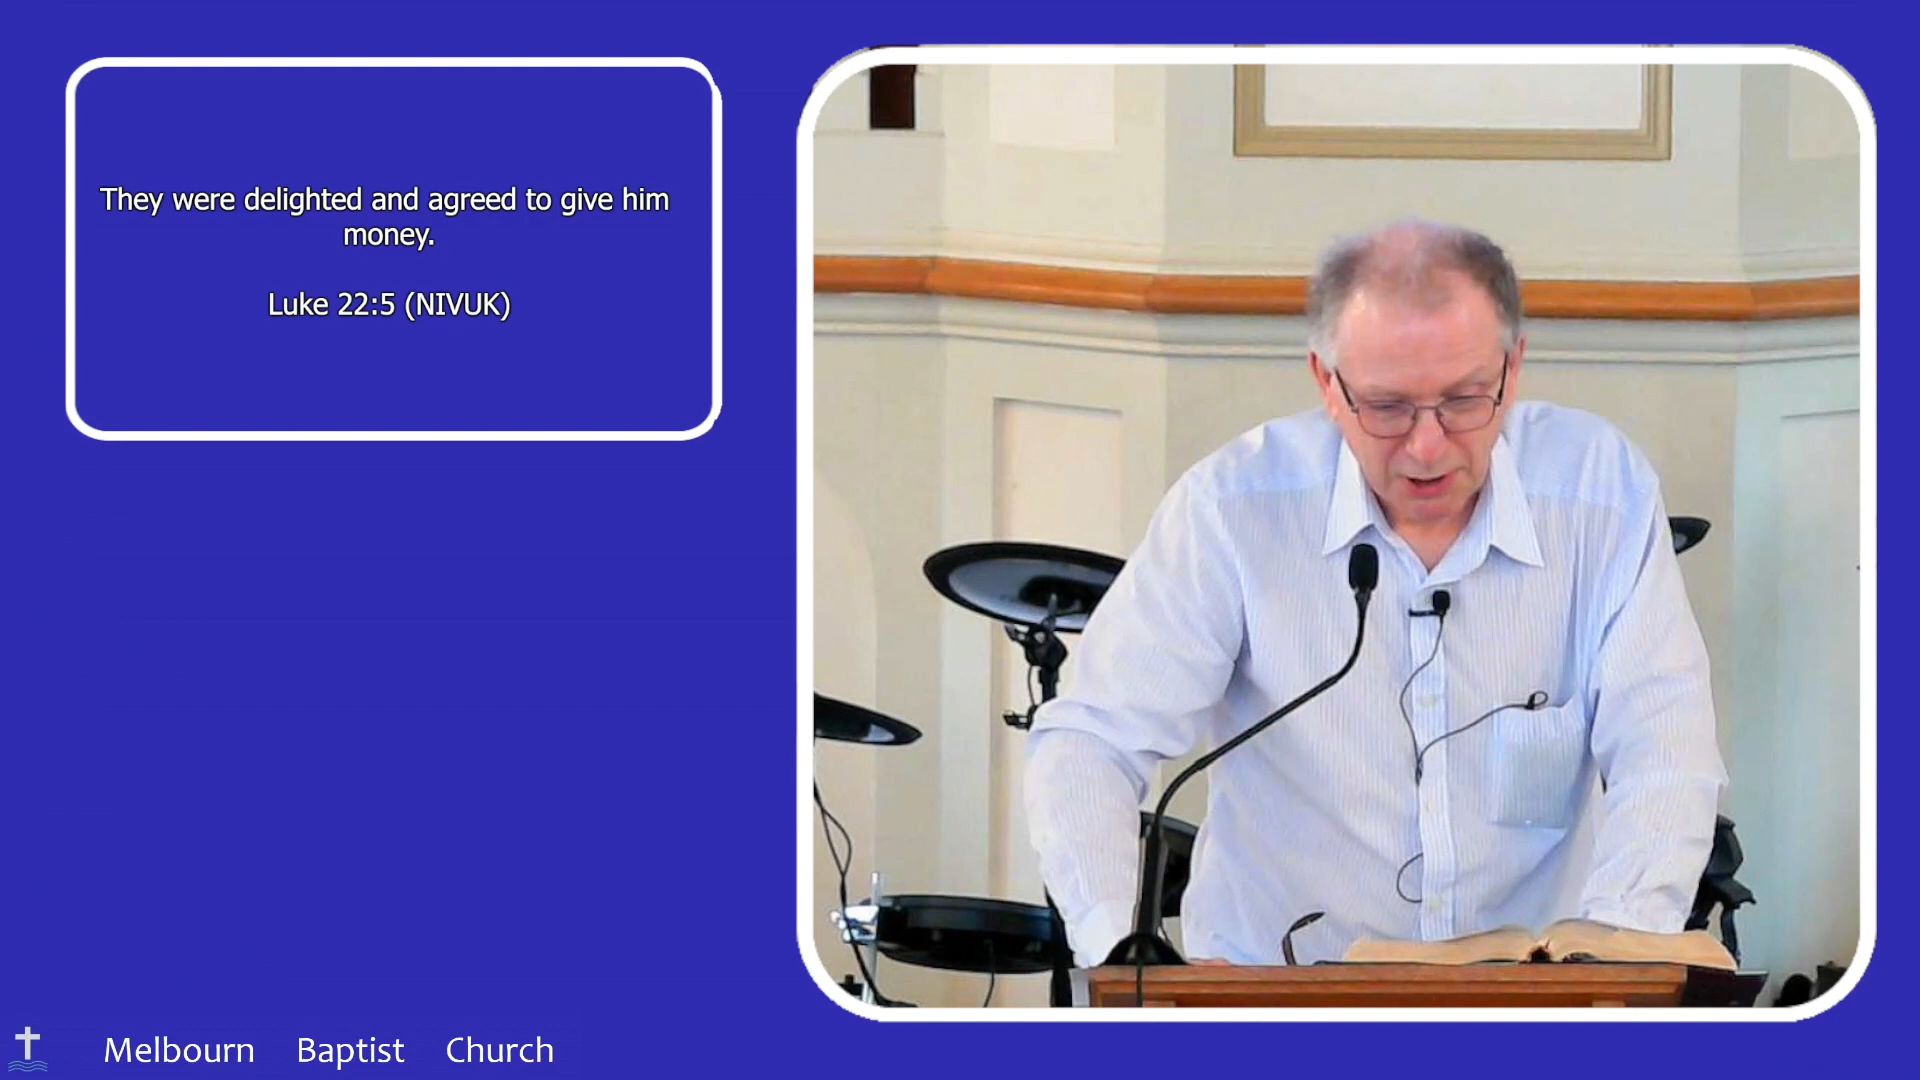 They were delighted and agreed to give him
money.
Luke 22:5 (NIVUK)
Melbourn Baptist Church